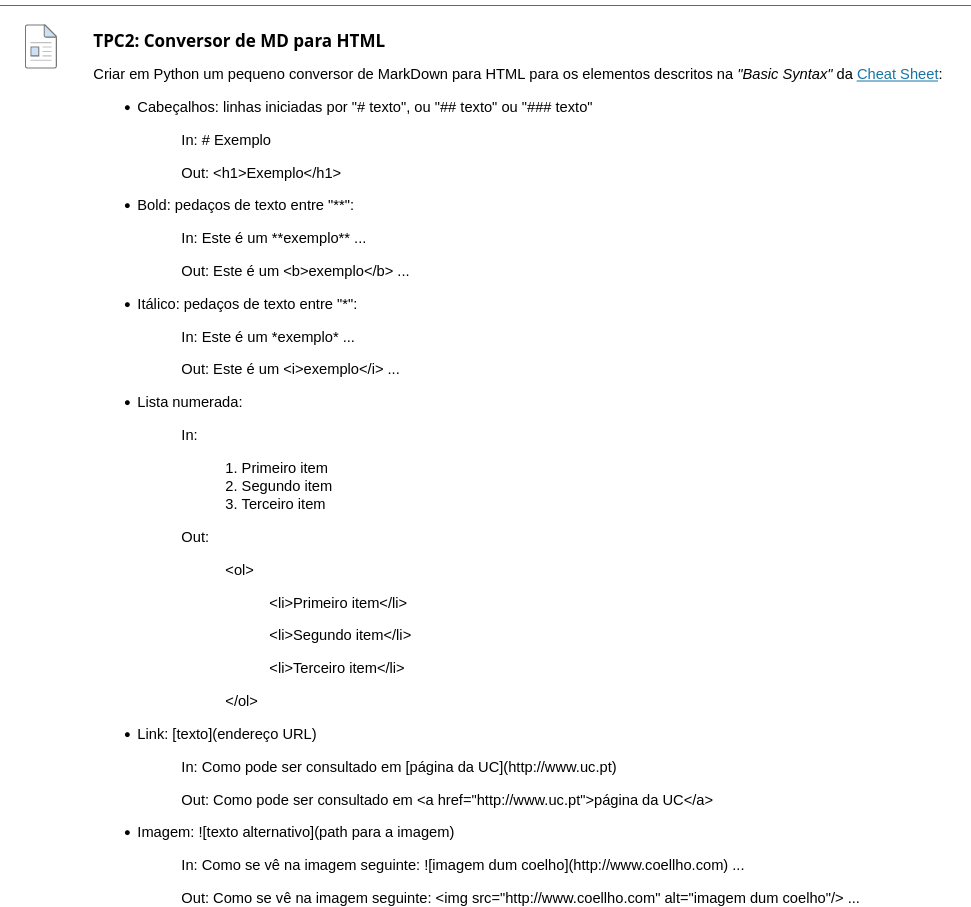 TPC2: Conversor de MD para HTML
Criar em Python um pequeno conversor de MarkDown para HTML para os elementos descritos na "Basic Syntax" da Cheat Sheet:
• Cabeçalhos: linhas iniciadas por "# texto", ou "## texto" ou "### texto"
In: # Exemplo
Out: <h1>Exemplo</h1>
• Bold: pedaços de texto entre "**":
In: Este é um **exemplo** ...
Out: Este é um <b>exemplo</b> ...
• Itálico: pedaços de texto entre "*":
In: Este é um *exemplo* ...
Out: Este é um <i>exemplo</i> ...
• Lista numerada:
In:
1. Primeiro item
2. Segundo item
3. Terceiro item
Out:
<ol>
<li>Primeiro item</li>
<li>Segundo item</li>
<li>Terceiro item</li>
</ol>
• Link: [texto](endereço URL)
In: Como pode ser consultado em [página da UC](http://www.uc.pt)
Out: Como pode ser consultado em <a href="http://www.uc.pt">página da UC</a>
• Imagem: ![texto alternativo](path para a imagem)
In: Como se vê na imagem seguinte: ![imagem dum coelho](http://www.coellho.com) ...
Out: Como se vê na imagem seguinte: <img src="http://www.coellho.com" alt="imagem dum coelho"/> ...